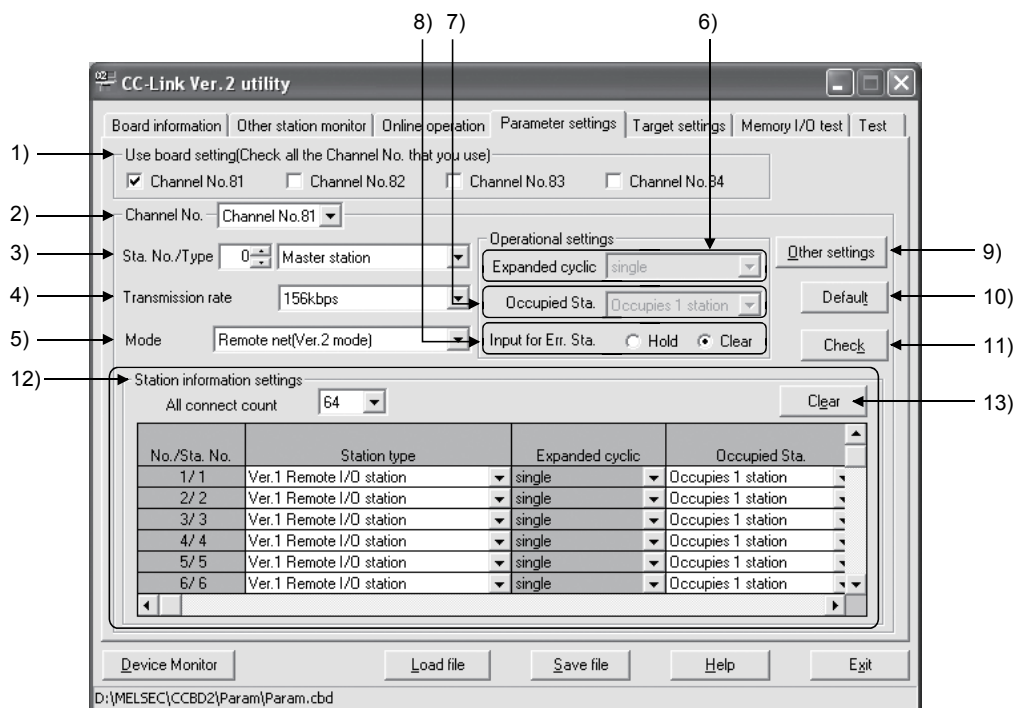 8) 7) 6)
CC-Link Ver.2 utility
Board information Other station monitor Online operation Parameter settings Target settings Memory I/O test Test
1) Use board setting(Check all the Channel No. that you use)
Channel No.81 Channel No.82 Channel No.83 Channel No.84
2) Channel No. Channel No.81
Operational settings
3) Sta. No./Type 0 Master station Expanded cyclic single Other settings 9)
4) Transmission rate 156kbps Occupied Sta. Occupies 1 station Default 10)
5) Mode Remote net(Ver.2 mode) Input for Err. Sta. Hold Clear Check 11)
12) Station information settings
All connect count 64 Clear 13)
No./Sta. No. Station type Expanded cyclic Occupied Sta.
1/ 1 Ver.1 Remote I/O station single Occupies 1 station
2/ 2 Ver.1 Remote I/O station single Occupies 1 station
3/ 3 Ver.1 Remote I/O station single Occupies 1 station
4/ 4 Ver.1 Remote I/O station single Occupies 1 station
5/ 5 Ver.1 Remote I/O station single Occupies 1 station
6/ 6 Ver.1 Remote I/O station single Occupies 1 station
Device Monitor Load file Save file Help Exit
D:\MELSEC\CCBD2\Param\Param.cbd